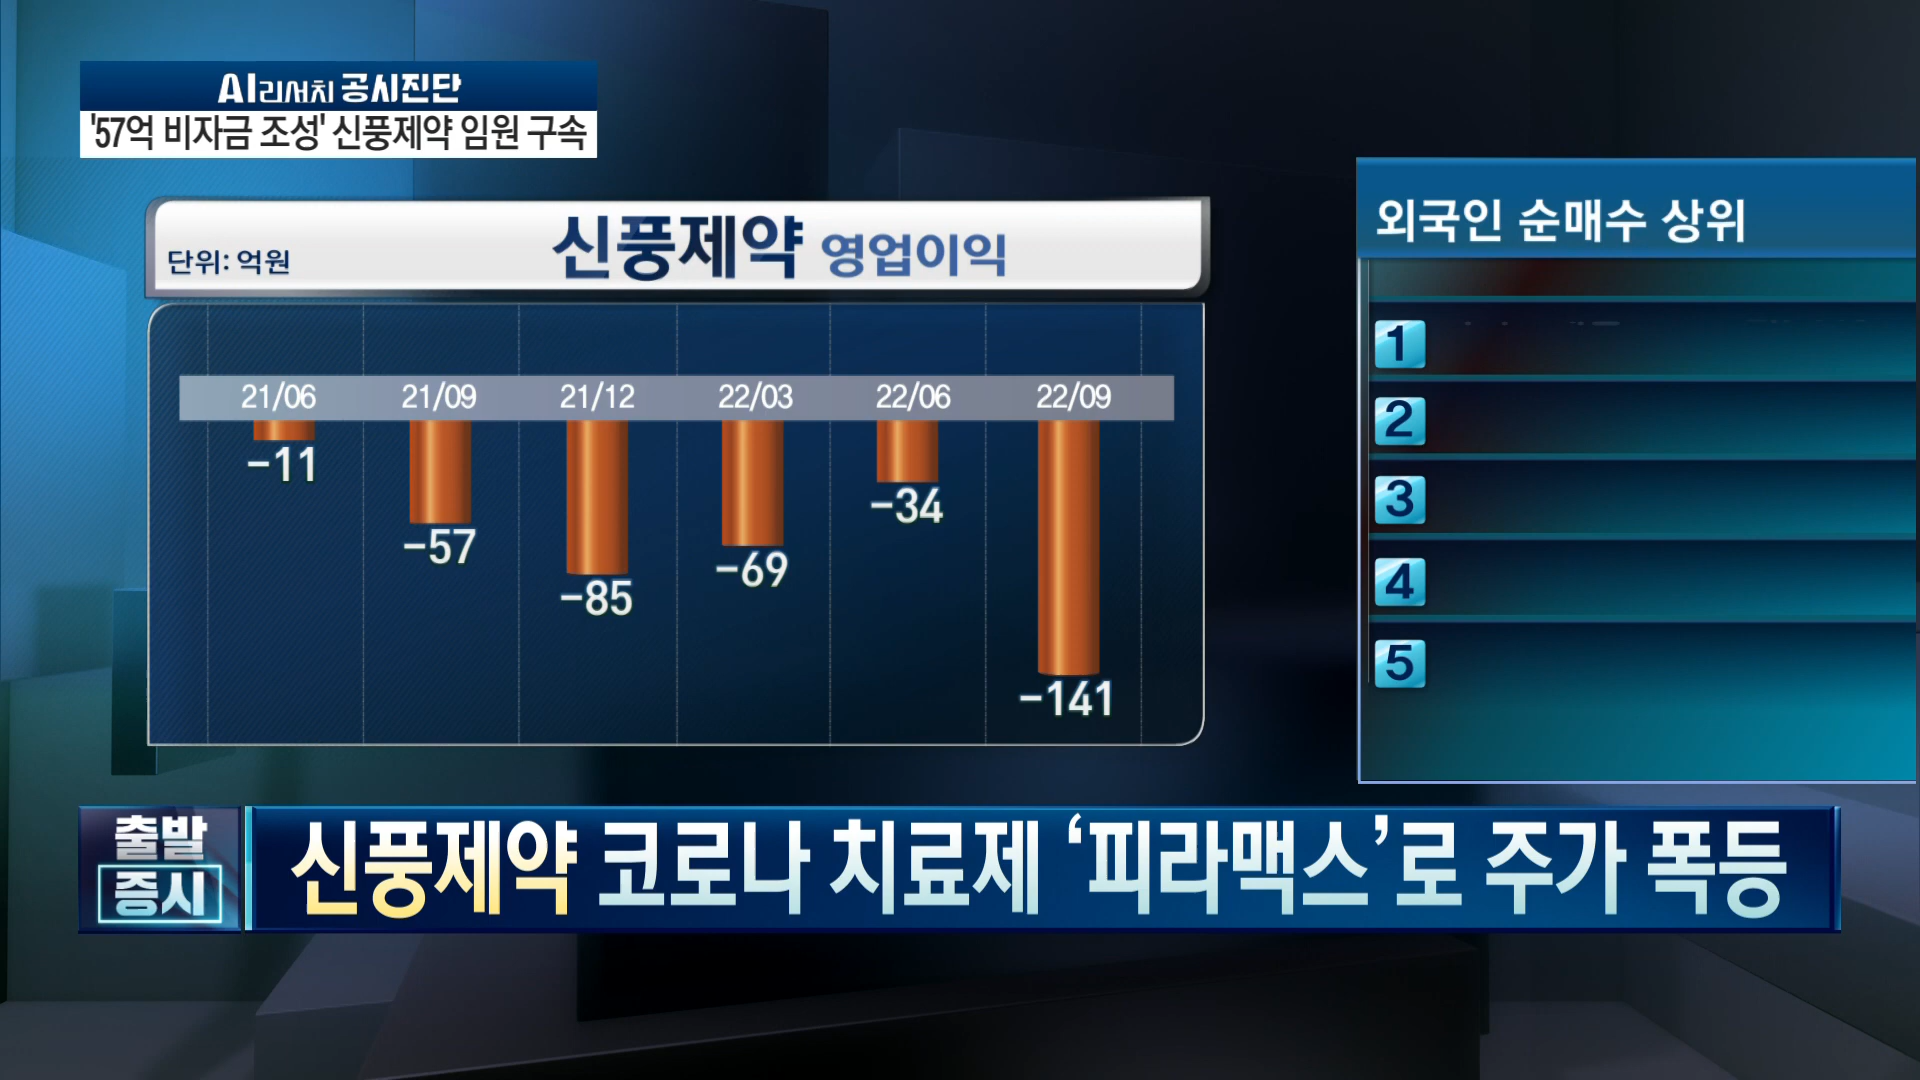 AI리서치 공시진단
'57억 비자금 조성' 신풍제약 임원 구속
단위: 억원
신풍제약 영업이익
21/06 21/09 21/12 22/03 22/06 22/09
-11
-57
-85
-69
-34
-141
외국인 순매수 상위
1
2
3
4
5
출발
증시
신풍제약 코로나 치료제 ‘피라맥스’로 주가 폭등